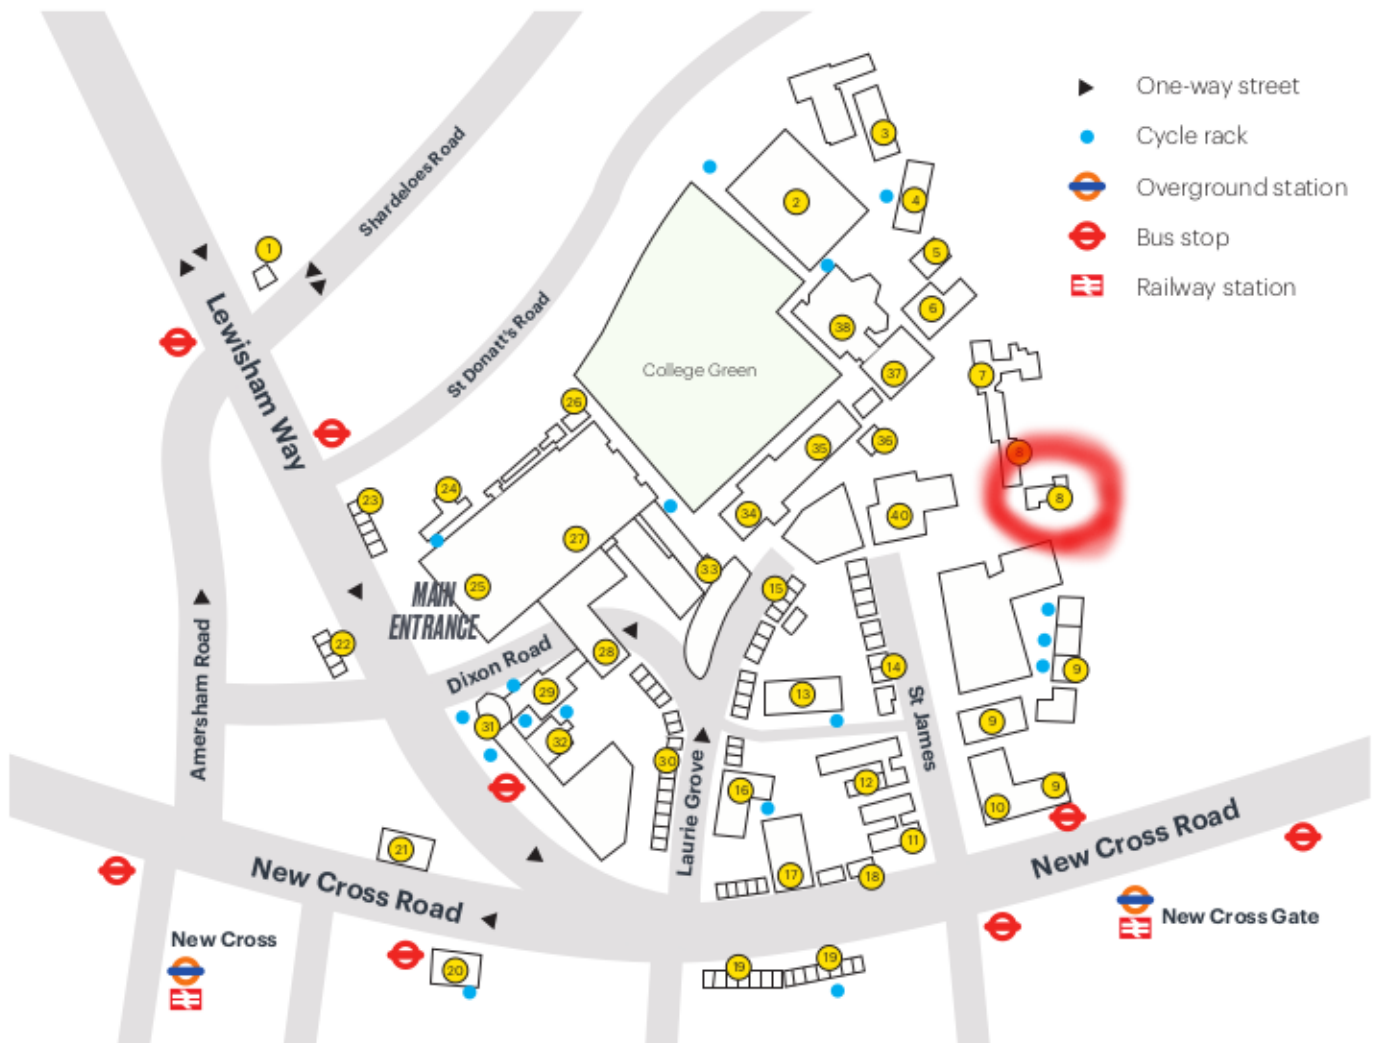 One-way street
Cycle rack
Overground station
Bus stop
Railway station
Shardeloes Road
St Donatt's Road
Lewisham Way
College Green
MAIN
ENTRANCE
Dixon Road
Amersham Road
Laurie Grove
St James
New Cross Road
New Cross Road
New Cross
New Cross Gate
1
2
3
4
5
6
38
37
7
26
35
36
8
8
24
23
34
40
27
33
25
15
22
28
14
9
29
13
31
9
32
30
16
12
9
10
11
21
17
18
19
19
20